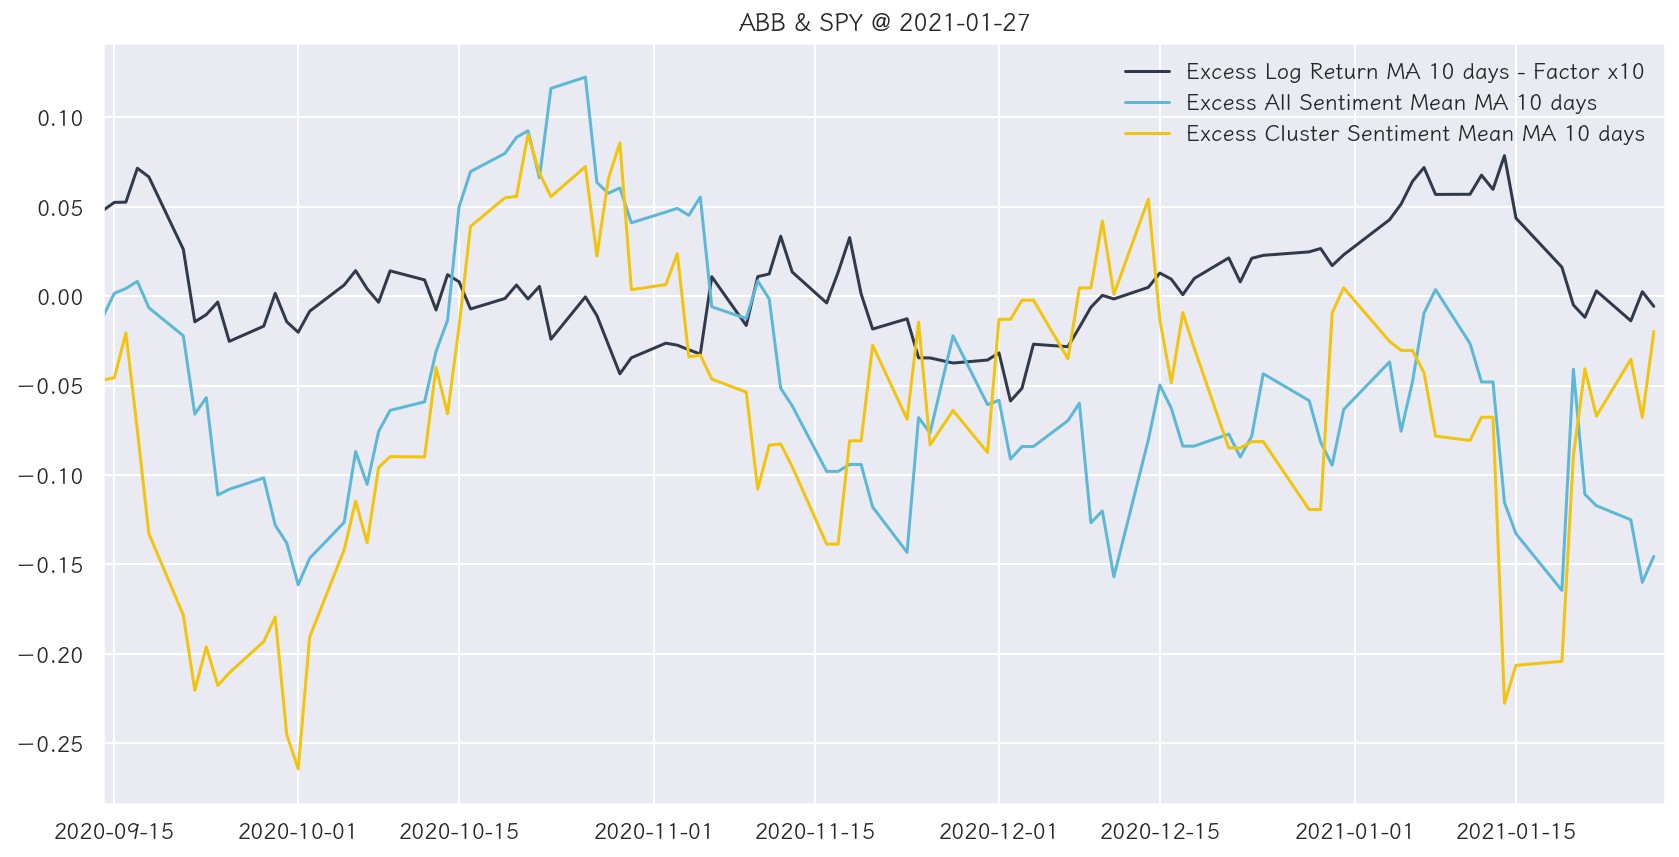 ABB & SPY @ 2021-01-27
Excess Log Return MA 10 days - Factor x10
Excess All Sentiment Mean MA 10 days
Excess Cluster Sentiment Mean MA 10 days
0.10
0.05
0.00
−0.05
−0.10
−0.15
−0.20
−0.25
2020-09-15 2020-10-01 2020-10-15 2020-11-01 2020-11-15 2020-12-01 2020-12-15 2021-01-01 2021-01-15